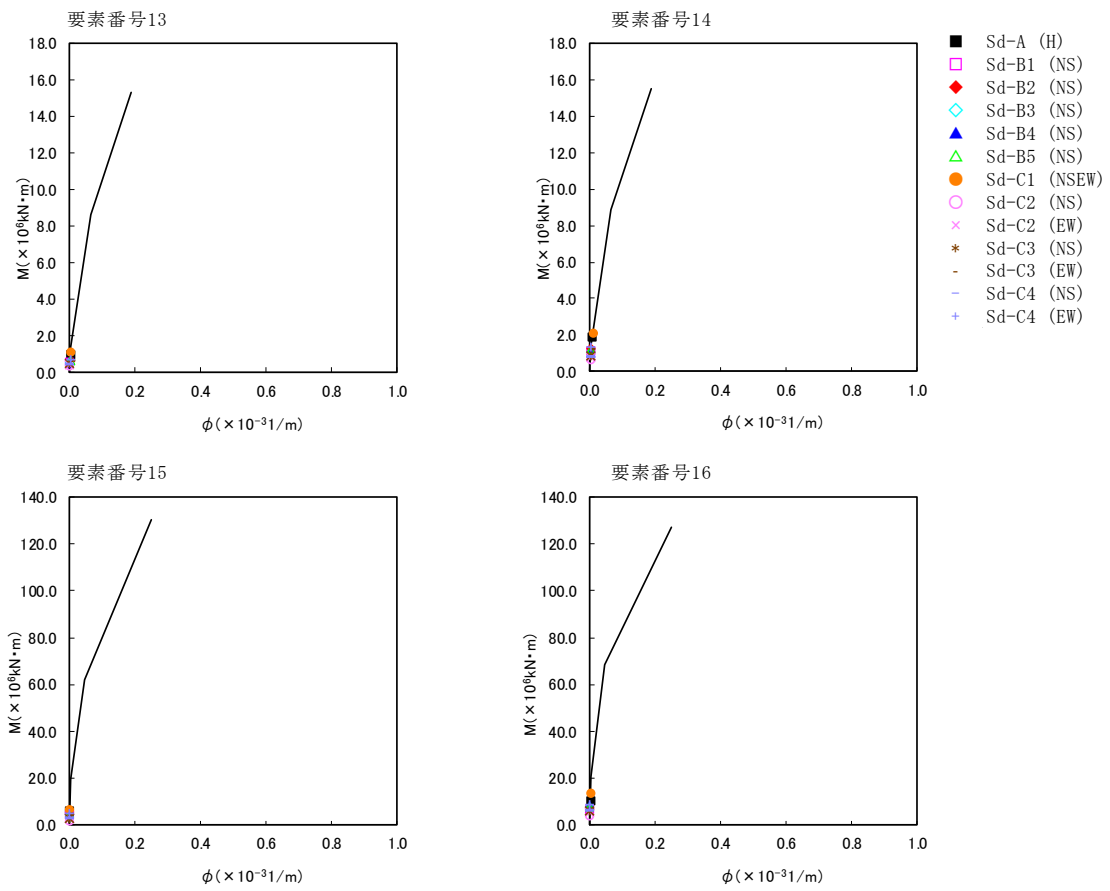 要素番号13
18.0
16.0
14.0
12.0
10.0
8.0
6.0
4.0
2.0
0.0
M(×10⁶kN・m)
0.0 0.2 0.4 0.6 0.8 1.0
φ(×10⁻³1/m)
要素番号14
18.0
16.0
14.0
12.0
10.0
8.0
6.0
4.0
2.0
0.0
M(×10⁶kN・m)
0.0 0.2 0.4 0.6 0.8 1.0
φ(×10⁻³1/m)
Sd-A (H)
Sd-B1 (NS)
Sd-B2 (NS)
Sd-B3 (NS)
Sd-B4 (NS)
Sd-B5 (NS)
Sd-C1 (NSEW)
Sd-C2 (NS)
Sd-C2 (EW)
Sd-C3 (NS)
Sd-C3 (EW)
Sd-C4 (NS)
Sd-C4 (EW)
要素番号15
140.0
120.0
100.0
80.0
60.0
40.0
20.0
0.0
M(×10⁶kN・m)
0.0 0.2 0.4 0.6 0.8 1.0
φ(×10⁻³1/m)
要素番号16
140.0
120.0
100.0
80.0
60.0
40.0
20.0
0.0
M(×10⁶kN・m)
0.0 0.2 0.4 0.6 0.8 1.0
φ(×10⁻³1/m)